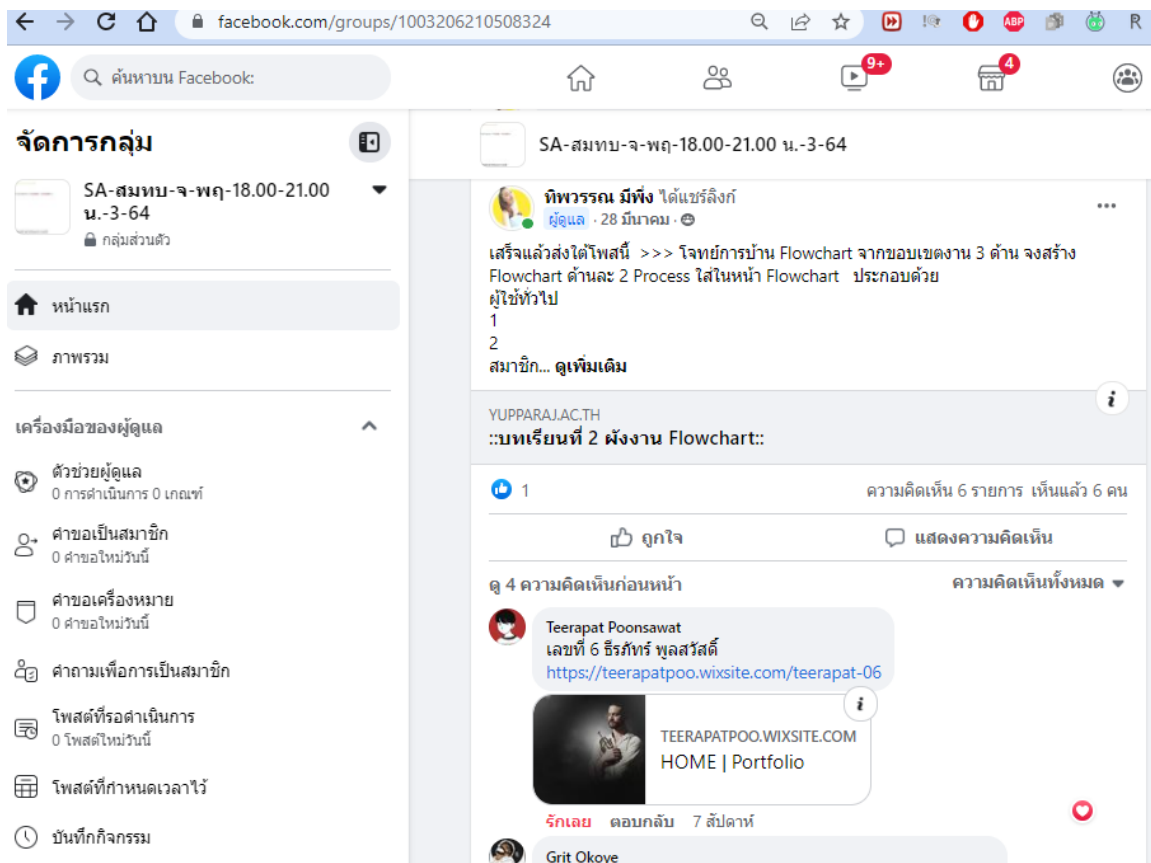 facebook.com/groups/1003206210508324
ABP
R
ค้นหาบน Facebook:
9+
4
จัดการกลุ่ม
SA-สมทบ-จ-พฤ-18.00-21.00
น.-3-64
กลุ่มส่วนตัว
หน้าแรก
ภาพรวม
เครื่องมือของผู้ดูแล
ตัวช่วยผู้ดูแล
0 การดำเนินการ 0 เกณฑ์
คำขอเป็นสมาชิก
0 คำขอใหม่วันนี้
คำขอเครื่องหมาย
0 คำขอใหม่วันนี้
คำถามเพื่อการเป็นสมาชิก
โพสต์ที่รอดำเนินการ
0 โพสต์ใหม่วันนี้
โพสต์ที่กำหนดเวลาไว้
บันทึกกิจกรรม
SA-สมทบ-จ-พฤ-18.00-21.00 น.-3-64
ทิพวรรณ มีพึ่ง ได้แชร์ลิงก์
ผู้ดูแล · 28 มีนาคม ·
เสร็จแล้วส่งใต้โพสนี้ >>> โจทย์การบ้าน Flowchart จากขอบเขตงาน 3 ด้าน จงสร้าง
Flowchart ด้านละ 2 Process ใส่ในหน้า Flowchart ประกอบด้วย
ผู้ใช้ทั่วไป
1
2
สมาชิก... ดูเพิ่มเติม
YUPPARAJ.AC.TH
::บทเรียนที่ 2 ผังงาน Flowchart::
1
ความคิดเห็น 6 รายการ เห็นแล้ว 6 คน
ถูกใจ
แสดงความคิดเห็น
ดู 4 ความคิดเห็นก่อนหน้า
ความคิดเห็นทั้งหมด
Teerapat Poonsawat
เลขที่ 6 ธีรภัทร์ พูลสวัสดิ์
https://teerapatpoo.wixsite.com/teerapat-06
TEERAPATPOO.WIXSITE.COM
HOME | Portfolio
รักเลย ตอบกลับ 7 สัปดาห์
Grit Okoye